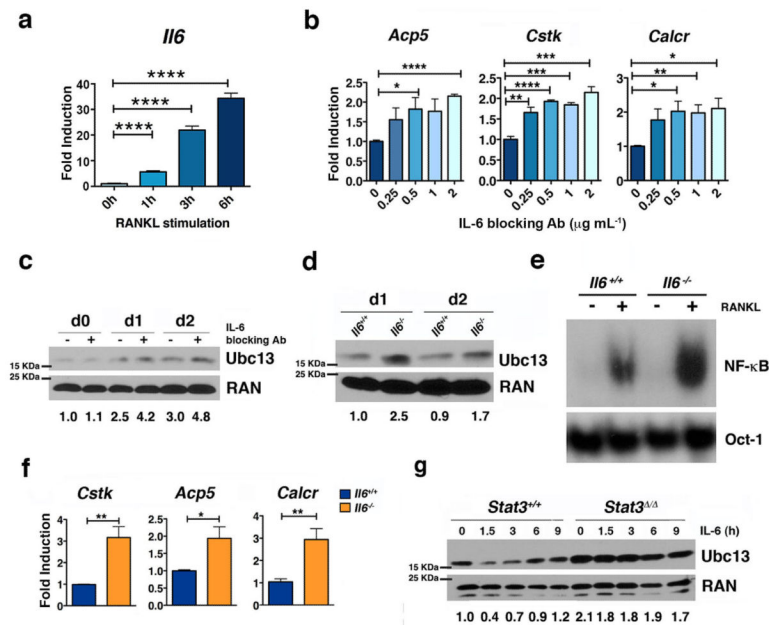 a
Il6
Fold Induction
40
30
20
10
0
****
****
****
0h 1h 3h 6h
RANKL stimulation
b
Acp5 Cstk Calcr
Fold Induction
2.5
2.0
1.5
1.0
0.5
0.0
****
*
0 0.25 0.5 1 2
2.5
2.0
1.5
1.0
0.5
0.0
***
***
****
**
0 0.25 0.5 1 2
3
2
1
0
*
**
*
0 0.25 0.5 1 2
IL-6 blocking Ab (µg mL⁻¹)
c
d0 d1 d2 IL-6
- + - + - + blocking Ab
15 KDa Ubc13
25 KDa RAN
1.0 1.1 2.5 4.2 3.0 4.8
d
d1 d2
Il6+/+ Il6-/- Il6+/+ Il6-/-
15 KDa Ubc13
25 KDa RAN
1.0 2.5 0.9 1.7
e
Il6+/+ Il6-/-
- + - + RANKL
NF-κB
Oct-1
f
Cstk Acp5 Calcr
Il6+/+
Il6-/-
Fold Induction
4
3
2
1
0
**
2.5
2.0
1.5
1.0
0.5
0.0
*
4
3
2
1
0
**
g
Stat3+/+ Stat3Δ/Δ
0 1.5 3 6 9 0 1.5 3 6 9 IL-6 (h)
15 KDa Ubc13
25 KDa RAN
1.0 0.4 0.7 0.9 1.2 2.1 1.8 1.8 1.9 1.7